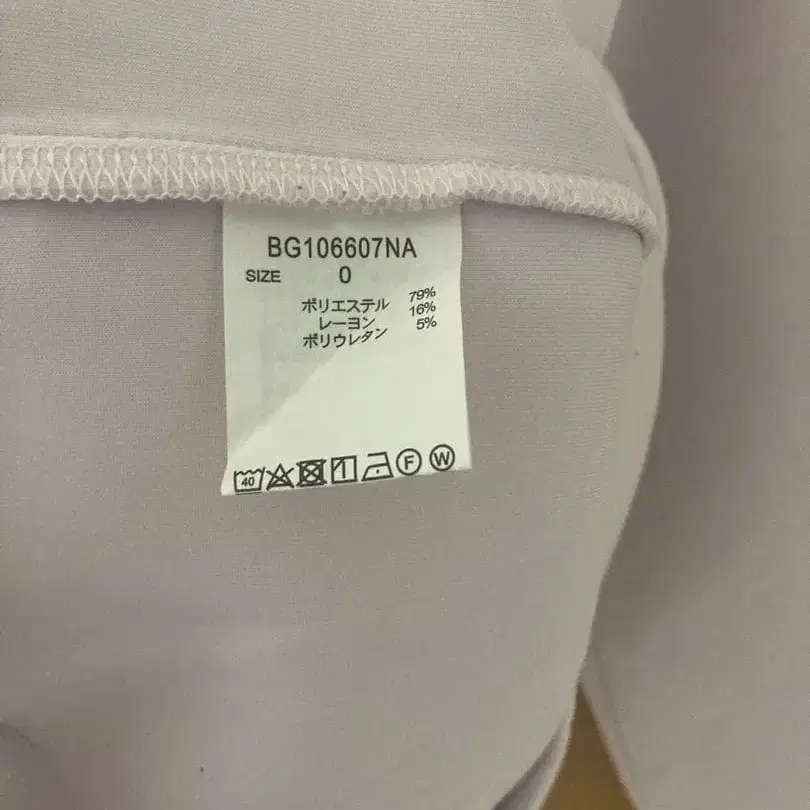 BG106607NA
SIZE 0
ポリエステル 79%
レーヨン 16%
ポリウレタン 5%
40 F W